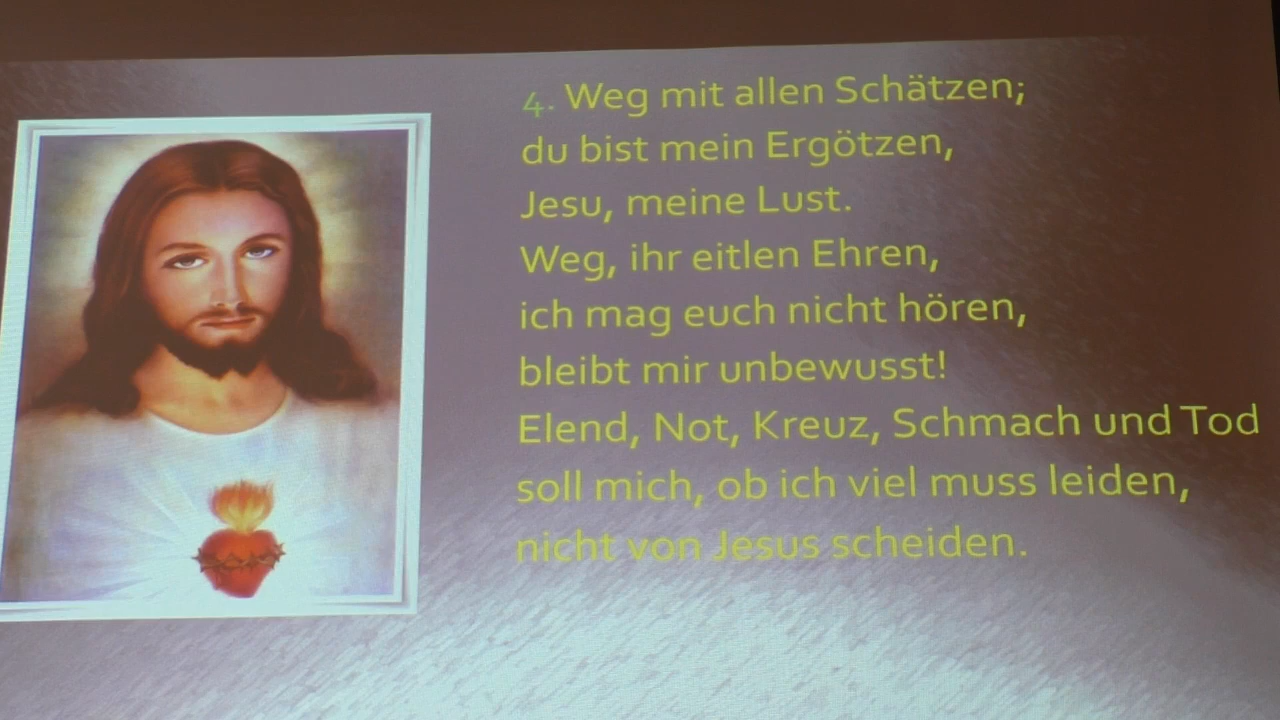 4. Weg mit allen Schätzen;
du bist mein Ergötzen,
Jesu, meine Lust.
Weg, ihr eitlen Ehren,
ich mag euch nicht hören,
bleibt mir unbewusst!
Elend, Not, Kreuz, Schmach und Tod
soll mich, ob ich viel muss leiden,
nicht von Jesus scheiden.